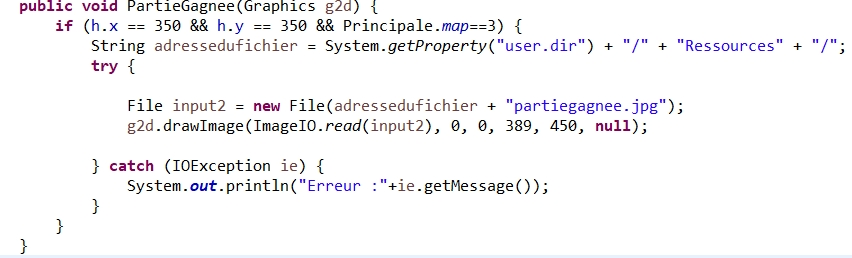 public void PartieGagnee(Graphics g2d) {
if (h.x == 350 && h.y == 350 && Principale.map==3) {
String adressedufichier = System.getProperty("user.dir") + "/" + "Ressources" + "/";
try {
File input2 = new File(adressedufichier + "partiegagnee.jpg");
g2d.drawImage(ImageIO.read(input2), 0, 0, 389, 450, null);
} catch (IOException ie) {
System.out.println("Erreur :"+ie.getMessage());
}
}
}